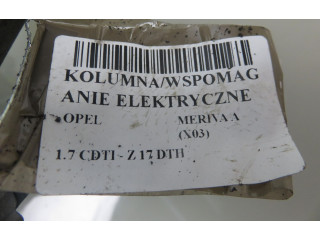 KOLUMNA/WSPOMAG
ANIE ELEKTRYCZNE
OPEL MERIVA A
(X03)
1.7 CDTI - Z 17 DTH